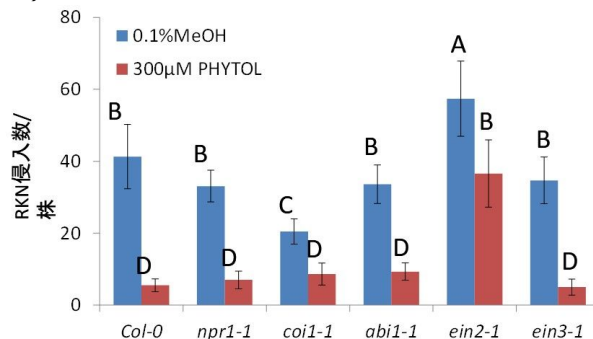 80
60
40
20
0
RKN侵入数/
株
0.1%MeOH
300µM PHYTOL
B
D
B
D
C
D
B
D
A
B
B
D
Col-0
npr1-1
coi1-1
abi1-1
ein2-1
ein3-1